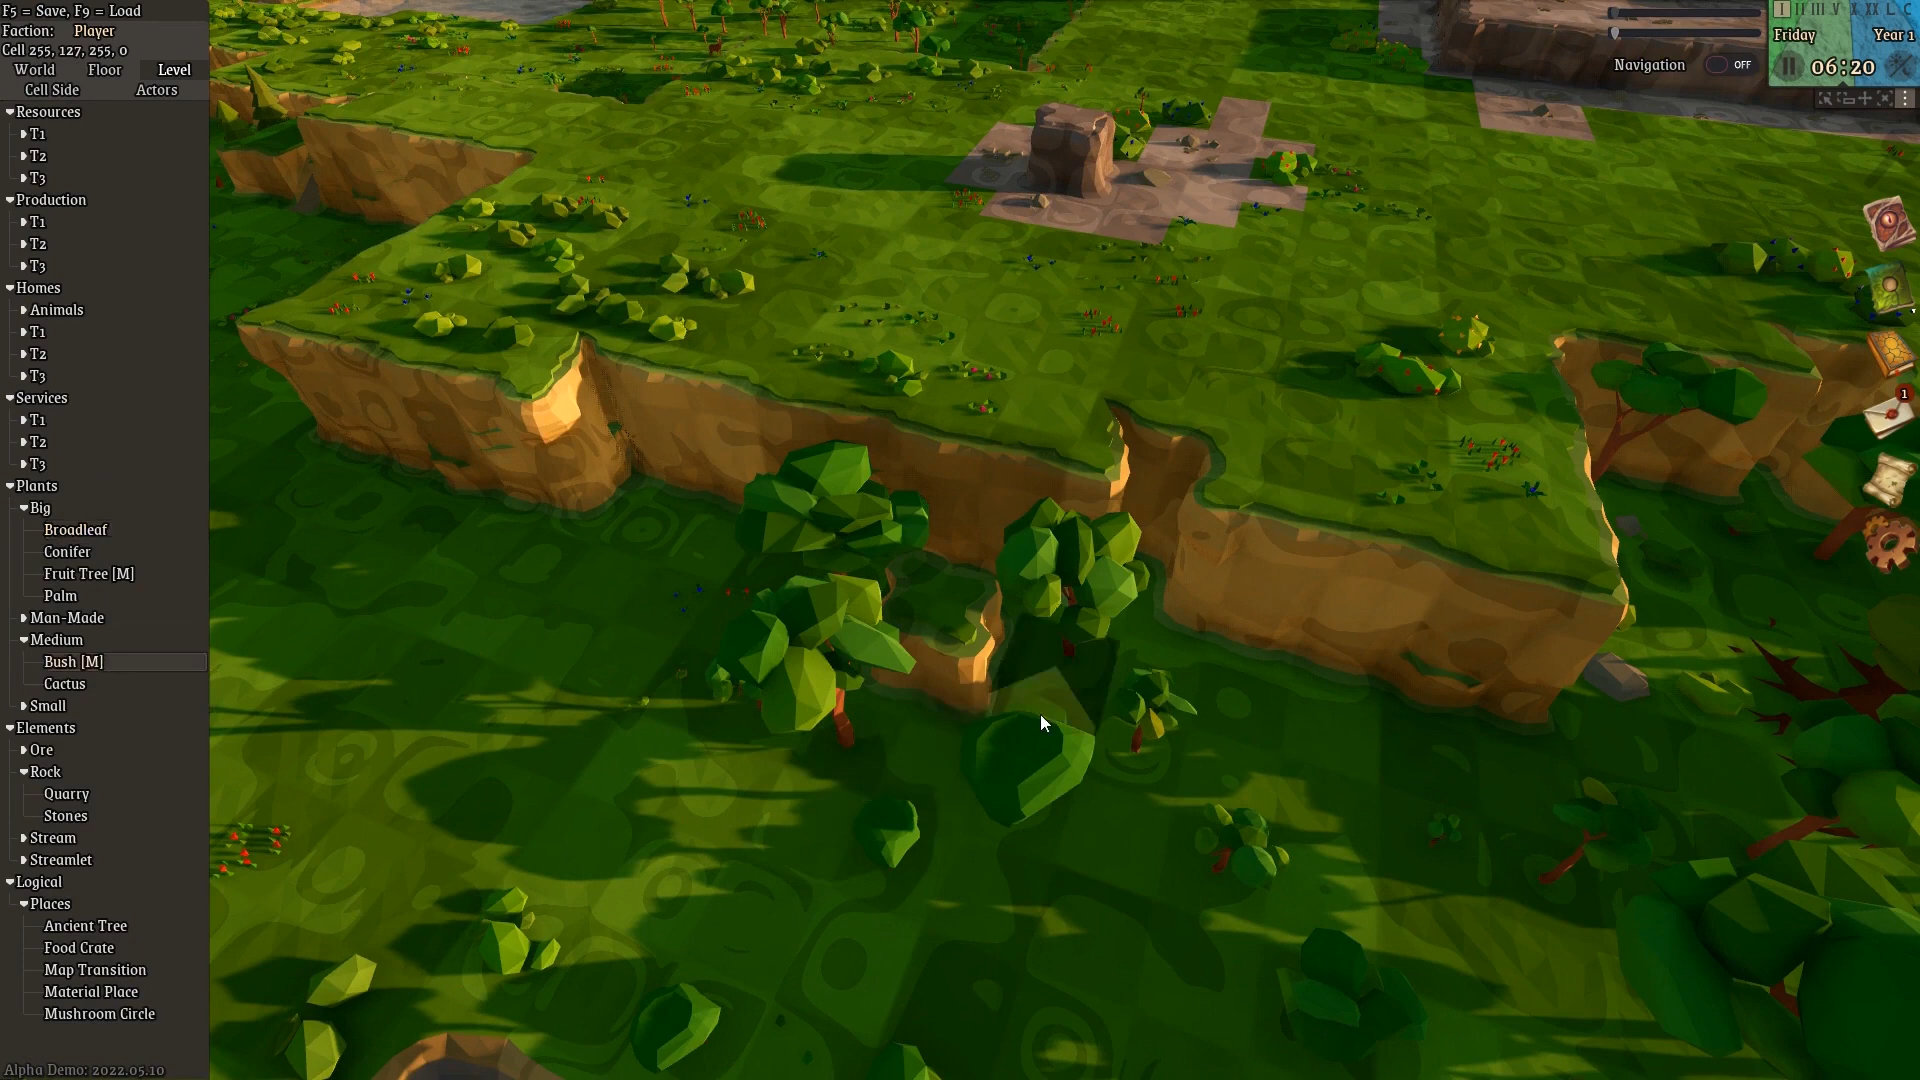 F5 = Save, F9 = Load
Faction: Player
Cell 255, 127, 255, 0
World Floor Level
Cell Side Actors
Resources
T1
T2
T3
Production
T1
T2
T3
Homes
Animals
T1
T2
T3
Services
T1
T2
T3
Plants
Big
Broadleaf
Conifer
Fruit Tree [M]
Palm
Man-Made
Medium
Bush [M]
Cactus
Small
Elements
Ore
Rock
Quarry
Stones
Stream
Streamlet
Logical
Places
Ancient Tree
Food Crate
Map Transition
Material Place
Mushroom Circle
Alpha Demo: 2022.05.10
I II III V X XX L C
Friday Year 1
Navigation OFF
06:20
1